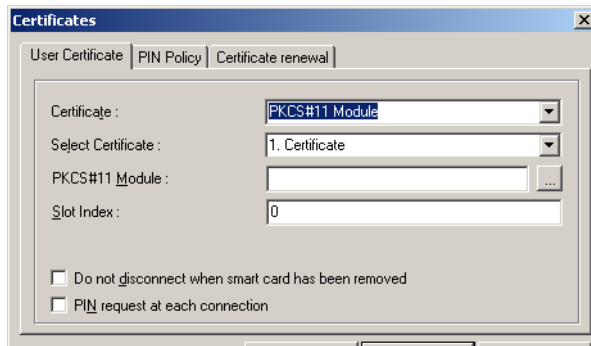 Certificates
User Certificate PIN Policy Certificate renewal
Certificate : PKCS#11 Module
Select Certificate : 1. Certificate
PKCS#11 Module : ...
Slot Index : 0
Do not disconnect when smart card has been removed
PIN request at each connection